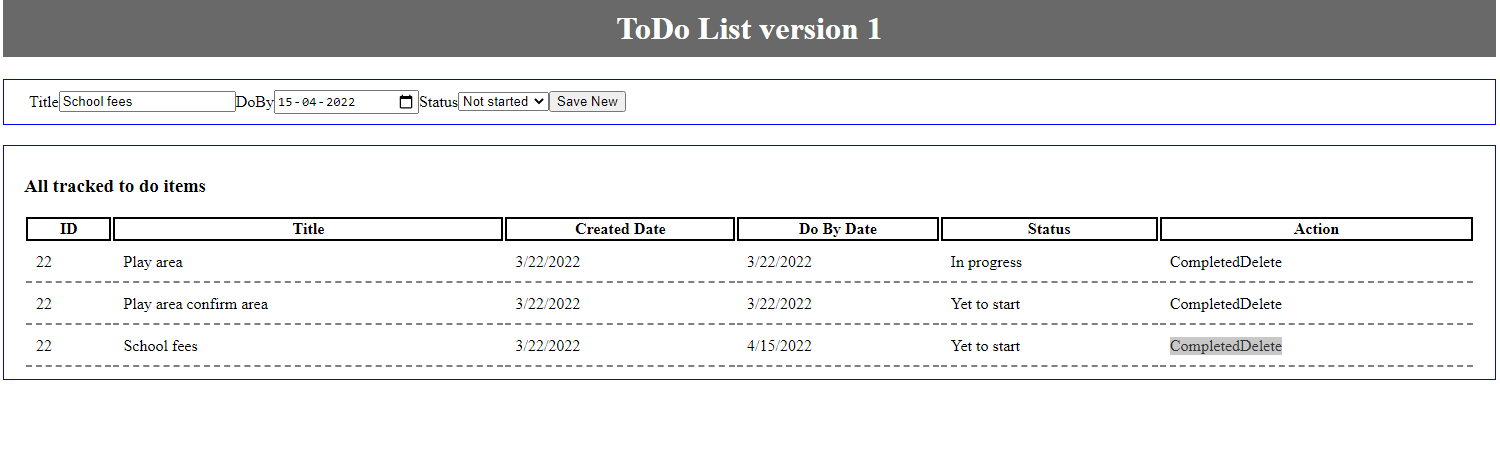 ToDo List version 1
Title School fees DoBy 15-04-2022 Status Not started Save New
All tracked to do items
ID Title Created Date Do By Date Status Action
22 Play area 3/22/2022 3/22/2022 In progress CompletedDelete
22 Play area confirm area 3/22/2022 3/22/2022 Yet to start CompletedDelete
22 School fees 3/22/2022 4/15/2022 Yet to start CompletedDelete